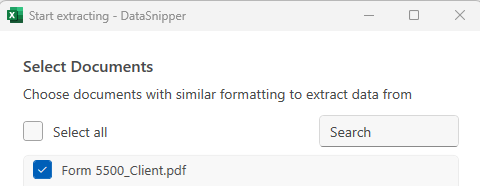 Start extracting - DataSnipper
Select Documents
Choose documents with similar formatting to extract data from
Select all
Search
Form 5500_Client.pdf